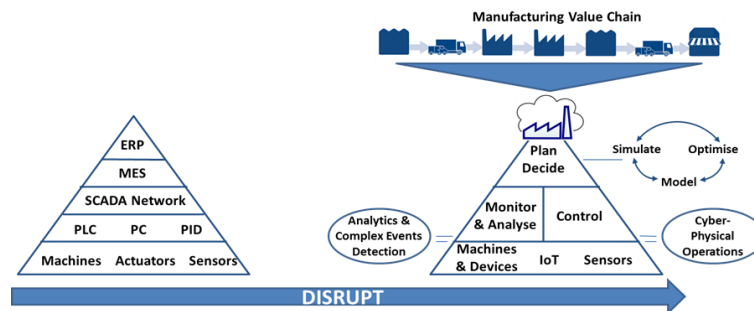 Manufacturing Value Chain
ERP
MES
SCADA Network
PLC PC PID
Machines Actuators Sensors
Plan
Decide
Simulate Optimise
Model
Monitor
& Analyse
Control
Analytics &
Complex Events
Detection
Cyber-
Physical
Operations
Machines
& Devices
IoT Sensors
DISRUPT